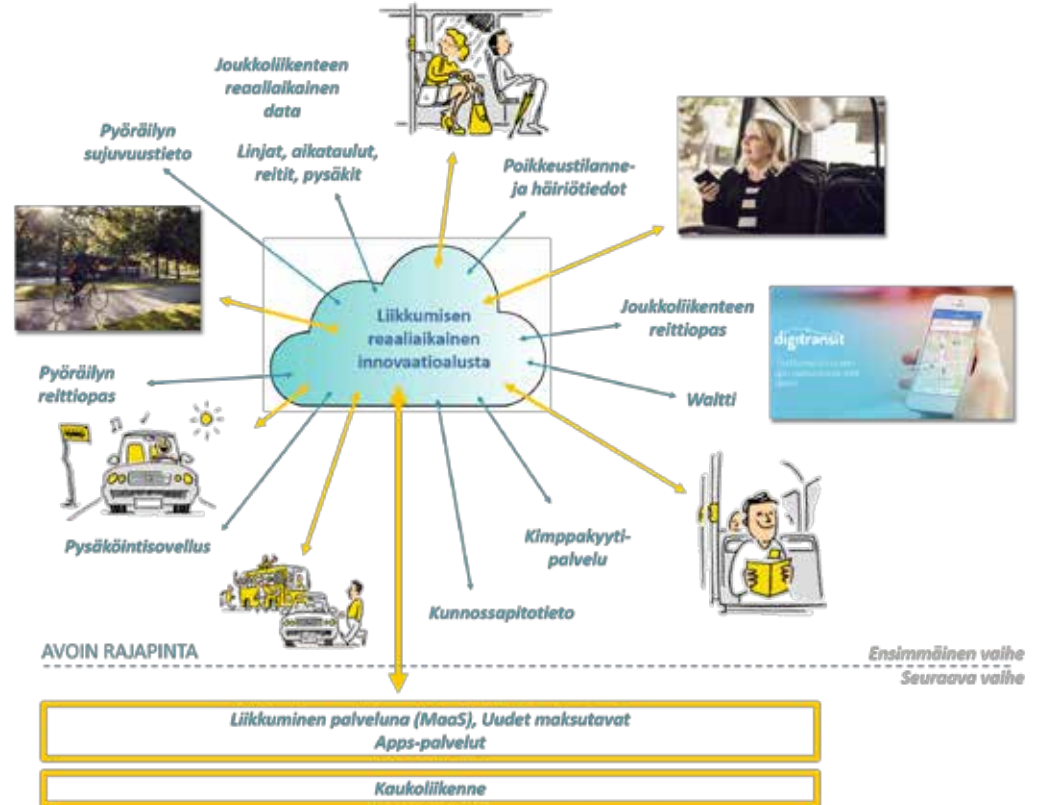 Joukkoliikenteen
reaaliaikainen
data
Pyöräilyn
sujuvuustieto
Linjat, aikataulut,
reitit, pysäkit
Poikkeustilanne-
ja häiriötiedot
Liikkumisen
reaaliaikainen
innovaatioalusta
Joukkoliikenteen
reittiopas
digitransit
Pyöräilyn
reittiopas
Waltti
Pysäköintisovellus
Kimppakyyti-
palvelu
Kunnossapitotieto
AVOIN RAJAPINTA
Ensimmäinen vaihe
Seuraava vaihe
Liikkuminen palveluna (MaaS), Uudet maksutavat
Apps-palvelut
Kaukoliikenne